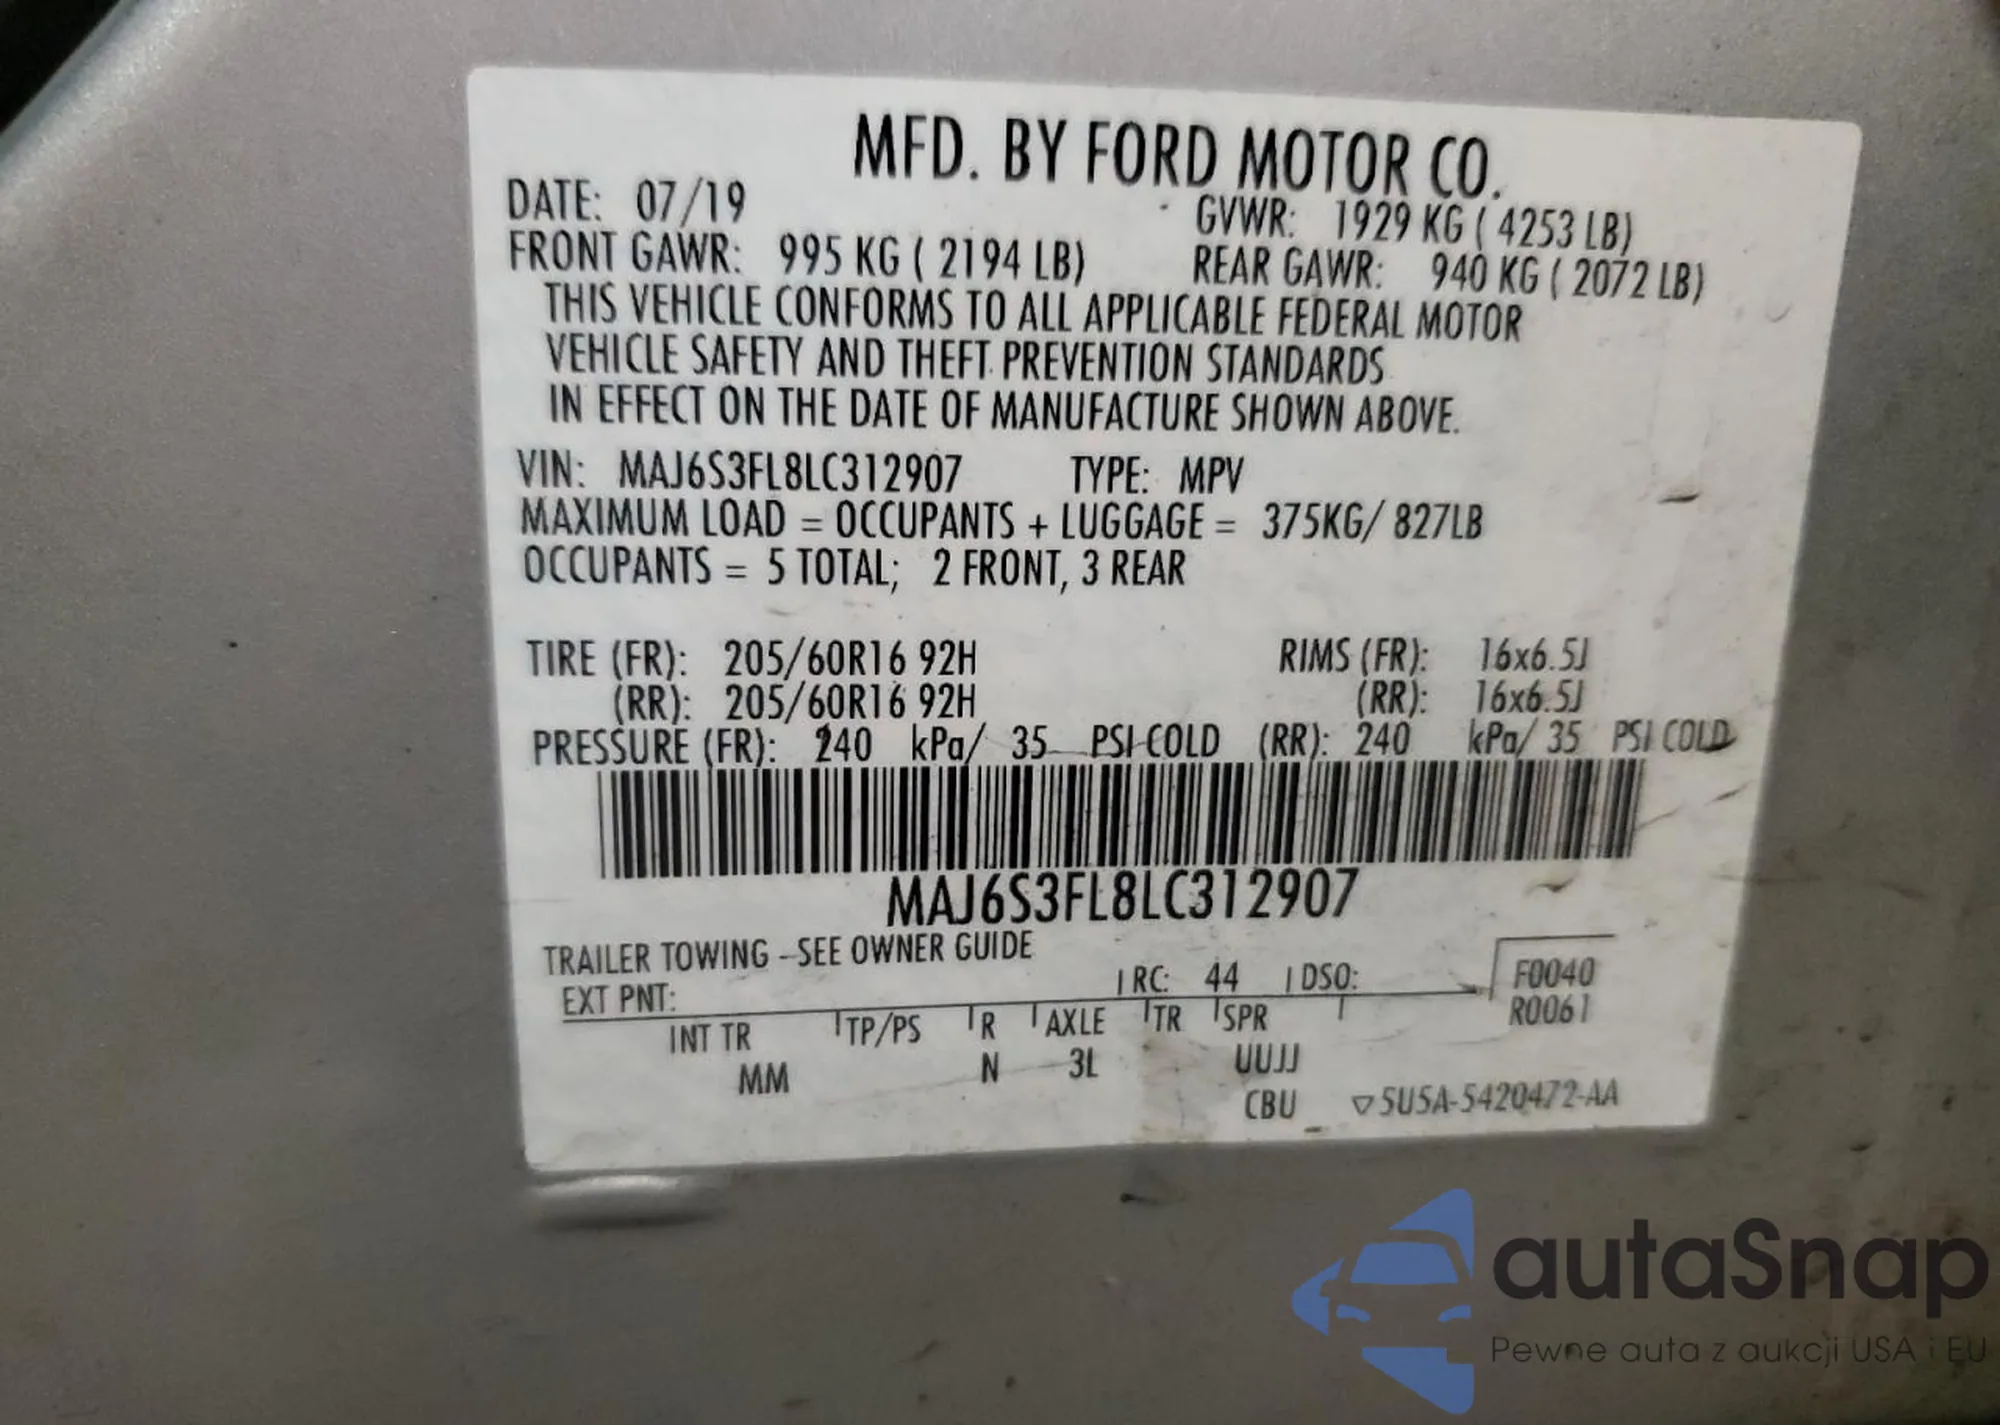 MFD. BY FORD MOTOR CO.
DATE: 07/19 GVWR: 1929 KG ( 4253 LB)
FRONT GAWR: 995 KG ( 2194 LB) REAR GAWR: 940 KG ( 2072 LB)
THIS VEHICLE CONFORMS TO ALL APPLICABLE FEDERAL MOTOR
VEHICLE SAFETY AND THEFT PREVENTION STANDARDS
IN EFFECT ON THE DATE OF MANUFACTURE SHOWN ABOVE.
VIN: MAJ6S3FL8LC312907 TYPE: MPV
MAXIMUM LOAD = OCCUPANTS + LUGGAGE = 375KG/ 827LB
OCCUPANTS = 5 TOTAL; 2 FRONT, 3 REAR
TIRE (FR): 205/60R16 92H RIMS (FR): 16x6.5J
(RR): 205/60R16 92H (RR): 16x6.5J
PRESSURE (FR): 240 kPa/ 35 PSI COLD (RR): 240 kPa/ 35 PSI COLD
MAJ6S3FL8LC312907
TRAILER TOWING -SEE OWNER GUIDE
EXT PNT: RC: 44 DSO: F0040
R0061
INT TR TP/PS R AXLE TR SPR
MM N 3L UUJJ
CBU ▽5U5A-5420472-AA
autaSnap
Pewne auta z aukcji USA i EU